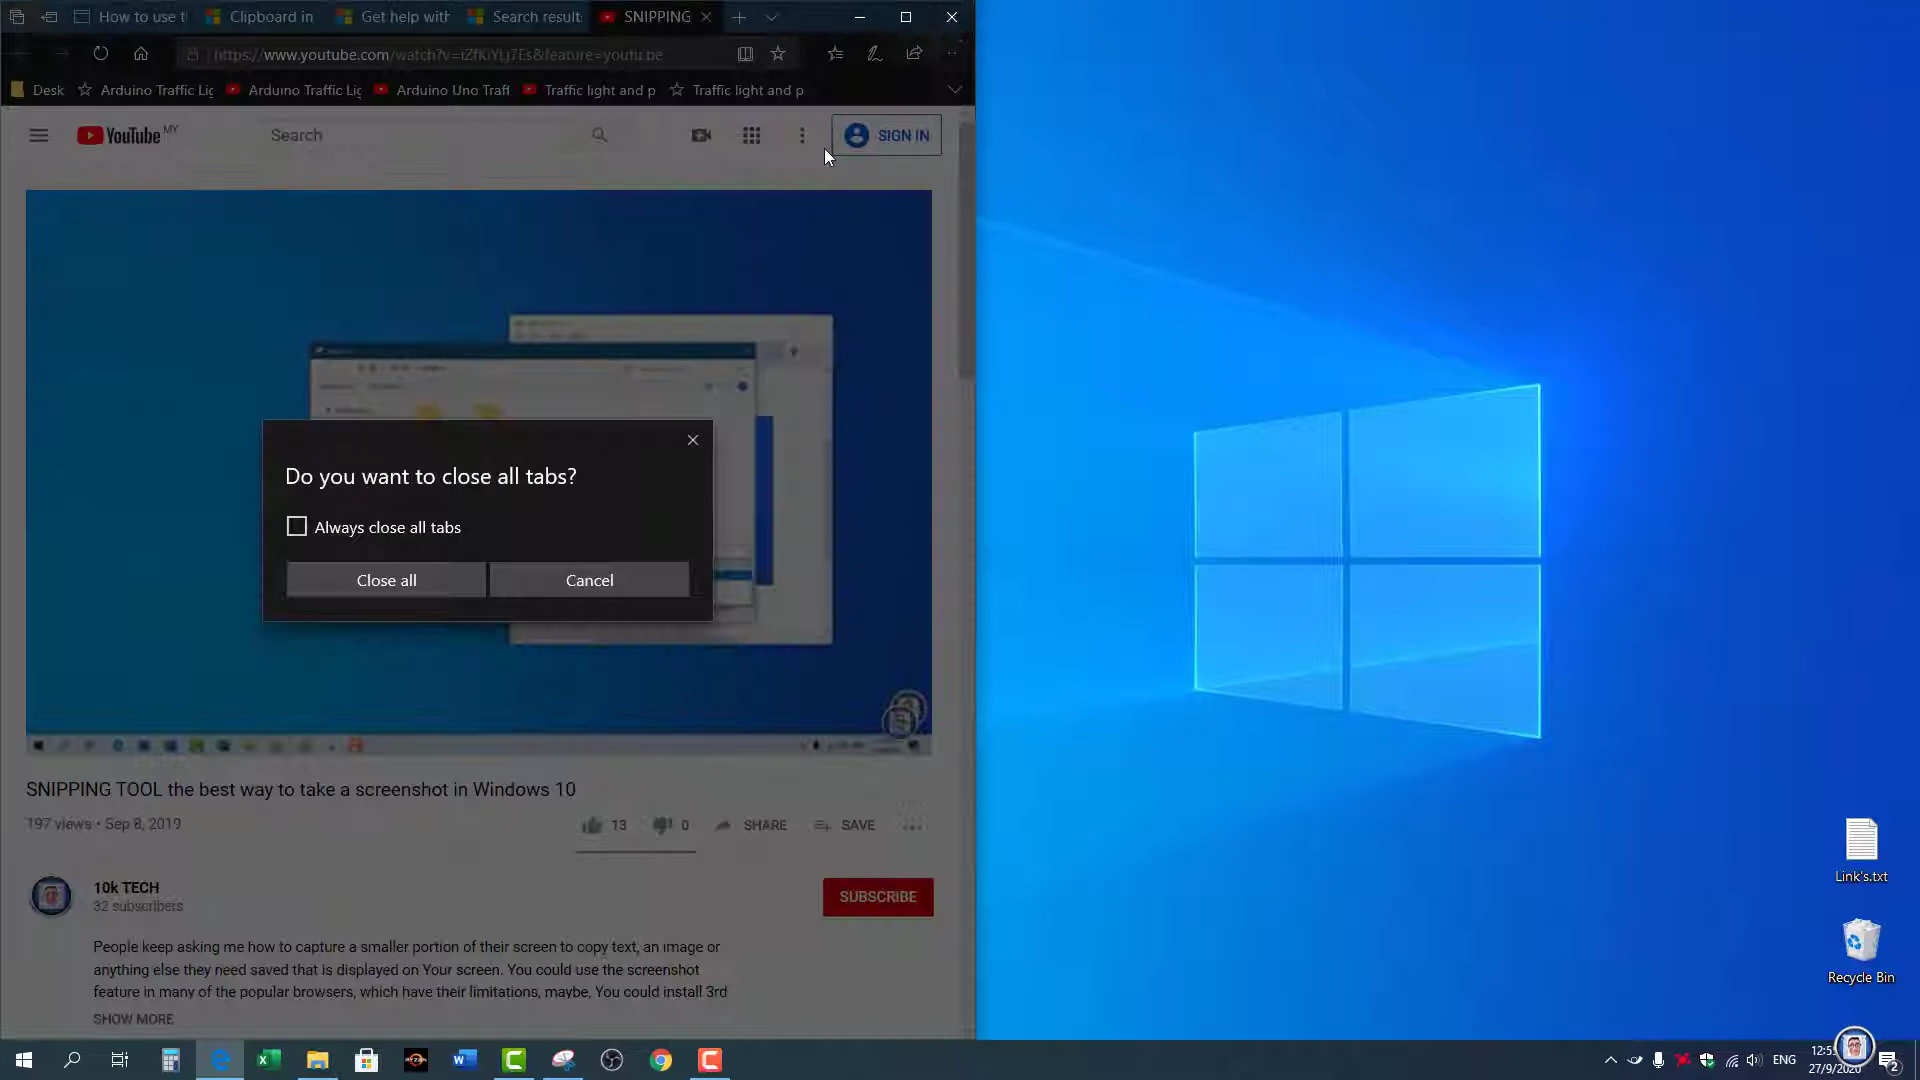 How to use t
Clipboard in
Get help with
Search results
SNIPPING
https://www.youtube.com/watch?v=iZfKiYLj7Es&feature=youtu.be
Desk
Arduino Traffic Lig
Arduino Traffic Lig
Arduino Uno Traff
Traffic light and p
Traffic light and p
YouTube MY
Search
SIGN IN
Do you want to close all tabs?
Always close all tabs
Close all
Cancel
SNIPPING TOOL the best way to take a screenshot in Windows 10
197 views • Sep 8, 2019
13
0
SHARE
SAVE
10k TECH
32 subscribers
SUBSCRIBE
People keep asking me how to capture a smaller portion of their screen to copy text, an image or
anything else they need saved that is displayed on Your screen. You could use the screenshot
feature in many of the popular browsers, which have their limitations, maybe, You could install 3rd
SHOW MORE
Link's.txt
Recycle Bin
RYZEN
ENG
12:5
27/9/2020
2